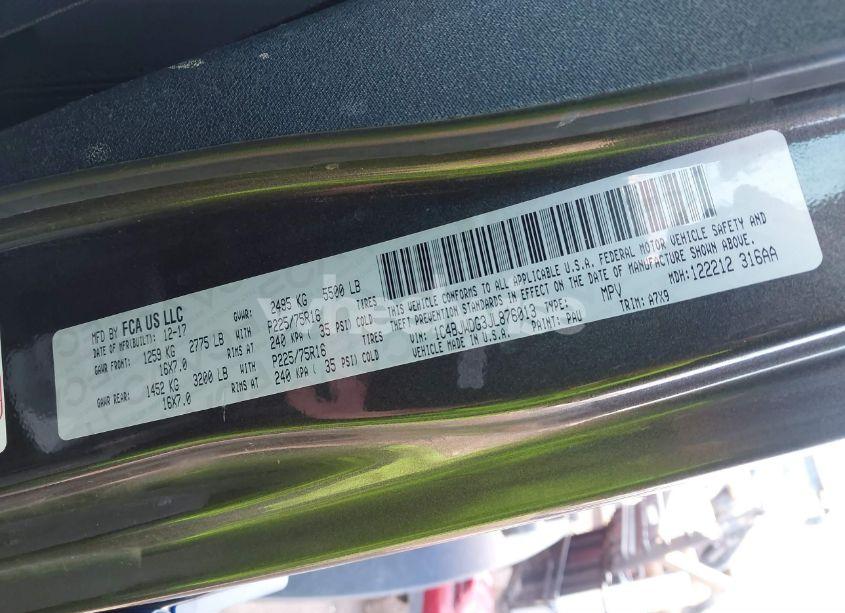 MFD BY FCA US LLC
DATE OF MFR(BUILT): 12-17 GVWR: 2495 KG 5500 LB
GAWR FRONT: 1259 KG 2775 LB WITH P225/75R16 TIRES
16X7.0 RIMS AT 240 KPA ( 35 PSI) COLD
GAWR REAR: 1452 KG 3200 LB WITH P225/75R16 TIRES
16X7.0 RIMS AT 240 KPA ( 35 PSI) COLD
THIS VEHICLE CONFORMS TO ALL APPLICABLE U.S.A. FEDERAL MOTOR VEHICLE SAFETY AND
THEFT PREVENTION STANDARDS IN EFFECT ON THE DATE OF MANUFACTURE SHOWN ABOVE.
VIN: 1C4BJWDG3JL876013 TYPE: MPV MDH: 122212 316AA
VEHICLE MADE IN U.S.A. PAINT: PAU TRIM: A7X9